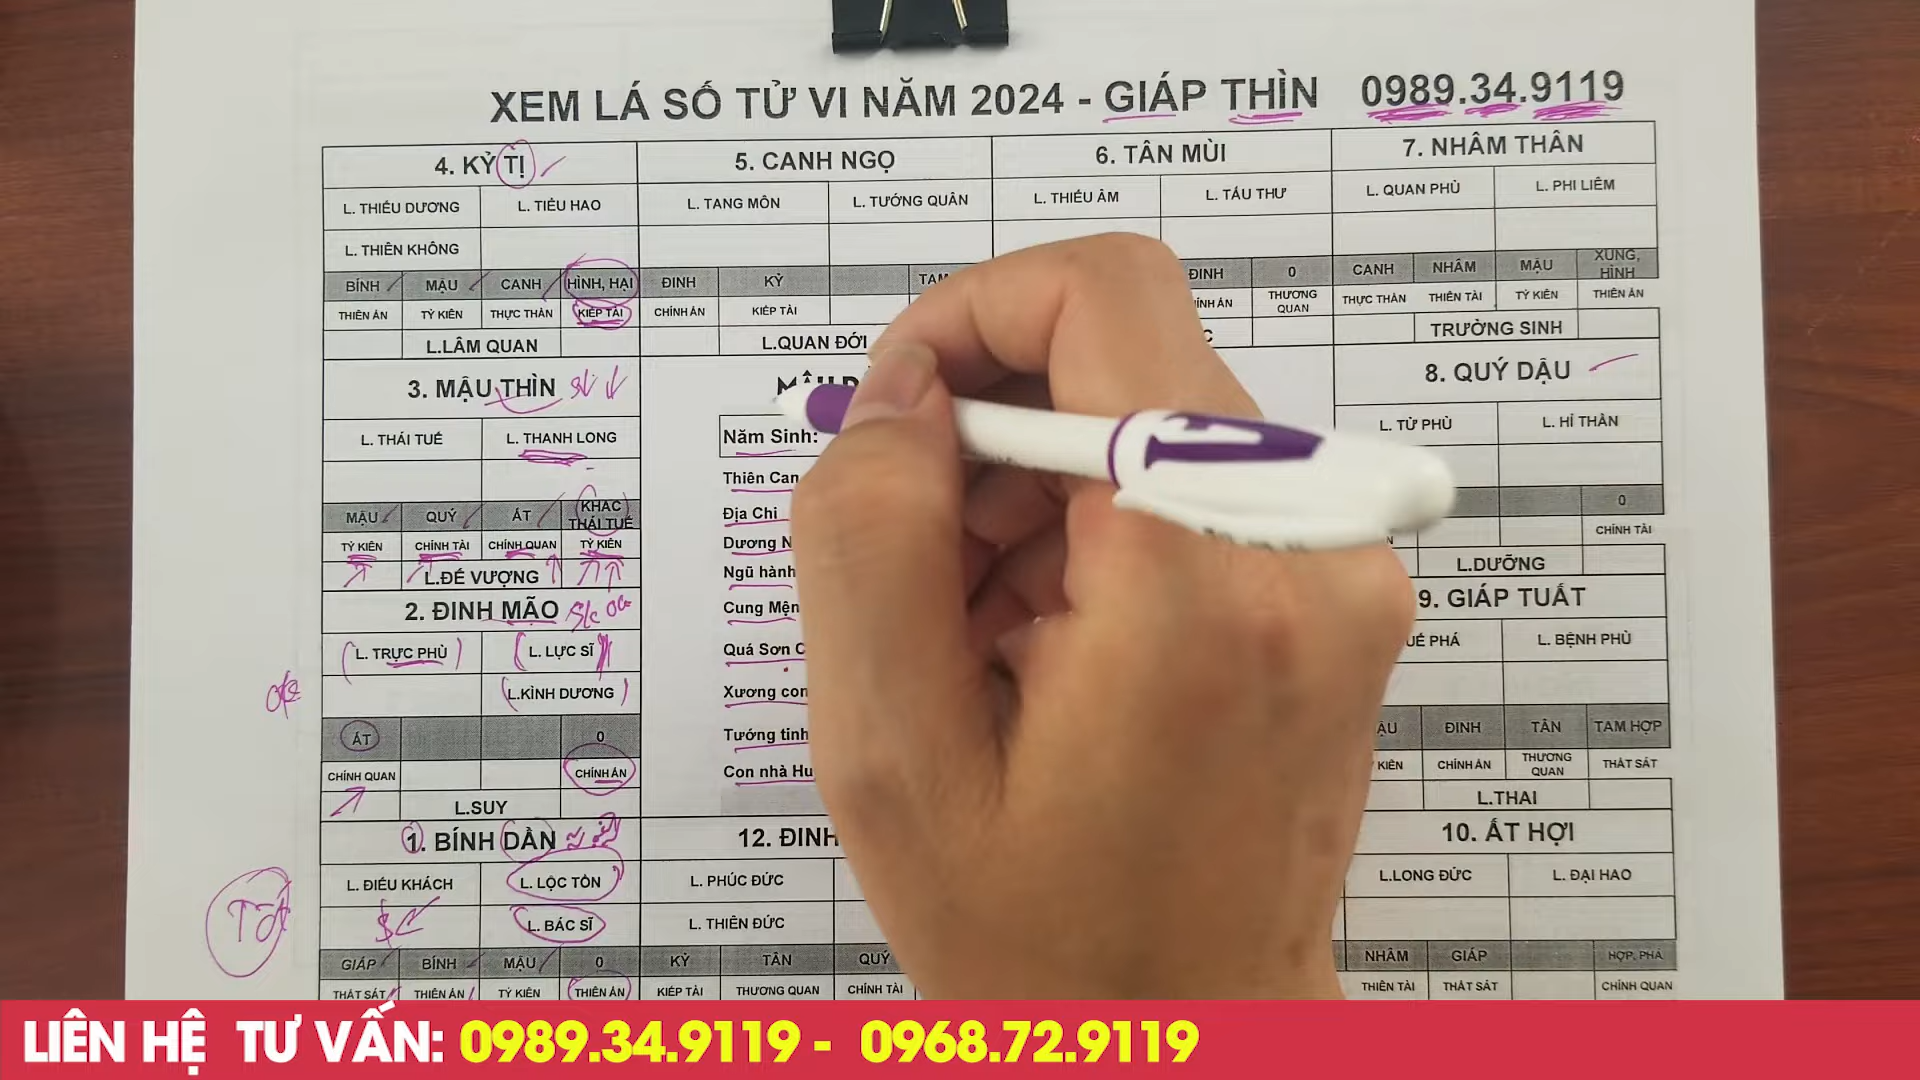 XEM LÁ SỐ TỬ VI NĂM 2024 - GIÁP THÌN 0989.34.9119
4. KỶ TỊ
5. CANH NGỌ
6. TÂN MÙI
7. NHÂM THÂN
L. THIẾU DƯƠNG
L. TIỂU HAO
L. TANG MÔN
L. TƯỚNG QUÂN
L. THIẾU ÂM
L. TẤU THƯ
L. QUAN PHÙ
L. PHI LIÊM
L. THIÊN KHÔNG
BÍNH
MẬU
CANH
HÌNH, HẠI
ĐINH
KỶ
ĐINH
0
CANH
NHÂM
MẬU
XUNG, HÌNH
THIÊN ẤN
TỶ KIÊN
THỰC THẦN
KIẾP TÀI
CHÍNH ẤN
KIẾP TÀI
THƯƠNG QUAN
THỰC THẦN
THIÊN TÀI
TỶ KIÊN
THIÊN ẤN
L.LÂM QUAN
L.QUAN ĐỚI
TRƯỜNG SINH
3. MẬU THÌN
8. QUÝ DẬU
L. THÁI TUẾ
L. THANH LONG
Năm Sinh:
L. TỬ PHÙ
L. HỈ THẦN
Thiên Can
MẬU
QUÝ
ẤT
KHẮC THÁI TUẾ
Địa Chi
0
TỶ KIÊN
CHÍNH TÀI
CHÍNH QUAN
TỶ KIÊN
Dương
CHÍNH TÀI
L.ĐẾ VƯỢNG
Ngũ hành
L.DƯỠNG
2. ĐINH MÃO
Cung
9. GIÁP TUẤT
L. TRỰC PHÙ
L. LỰC SĨ
Quá Sơn
L. BỆNH PHÙ
L.KÌNH DƯƠNG
Xương con
ẤT
0
Tướng tinh
ĐINH
TÂN
TAM HỢP
CHÍNH QUAN
CHÍNH ẤN
Con nhà
KIÊN
CHÍNH ẤN
THƯƠNG QUAN
THẤT SÁT
L.SUY
L.THAI
1. BÍNH DẦN
12. ĐINH
10. ẤT HỢI
L. ĐIẾU KHÁCH
L. LỘC TỒN
L. PHÚC ĐỨC
L.LONG ĐỨC
L. ĐẠI HAO
L. BÁC SĨ
L. THIÊN ĐỨC
GIÁP
BÍNH
MẬU
0
KỶ
TÂN
QUÝ
NHÂM
GIÁP
HỢP, PHÁ
THẤT SÁT
THIÊN ẤN
TỶ KIÊN
THIÊN ẤN
KIẾP TÀI
THƯƠNG QUAN
CHÍNH TÀI
THIÊN TÀI
THẤT SÁT
CHÍNH QUAN
LIÊN HỆ TƯ VẤN: 0989.34.9119 - 0968.72.9119